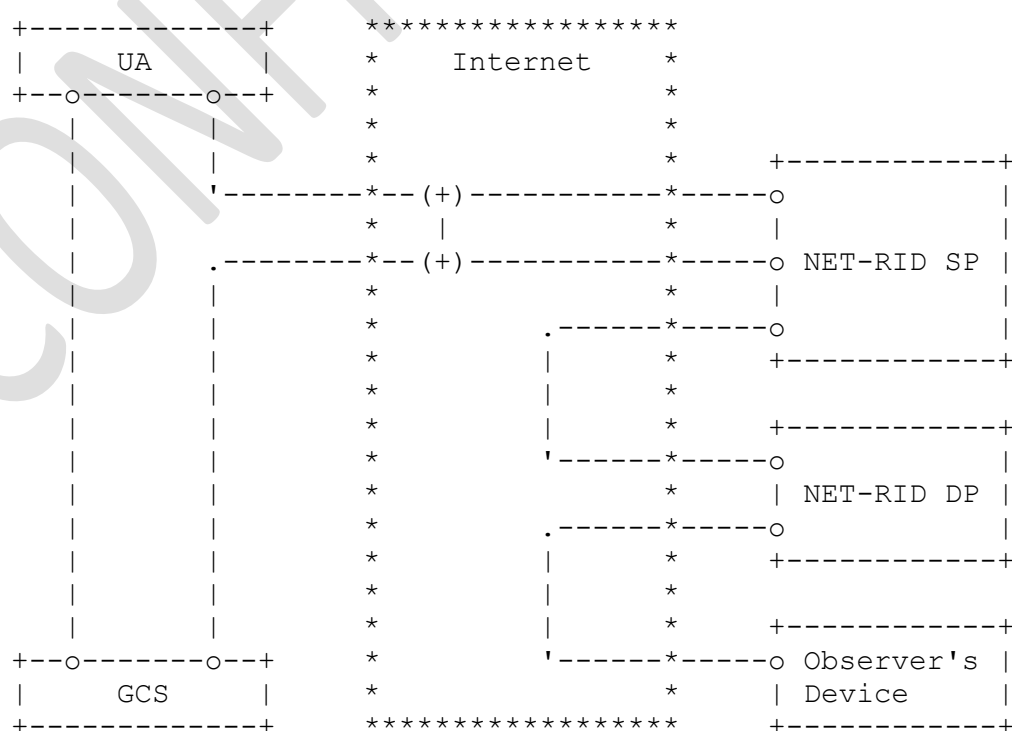 UA
Internet
NET-RID SP
NET-RID DP
Observer's
GCS
Device